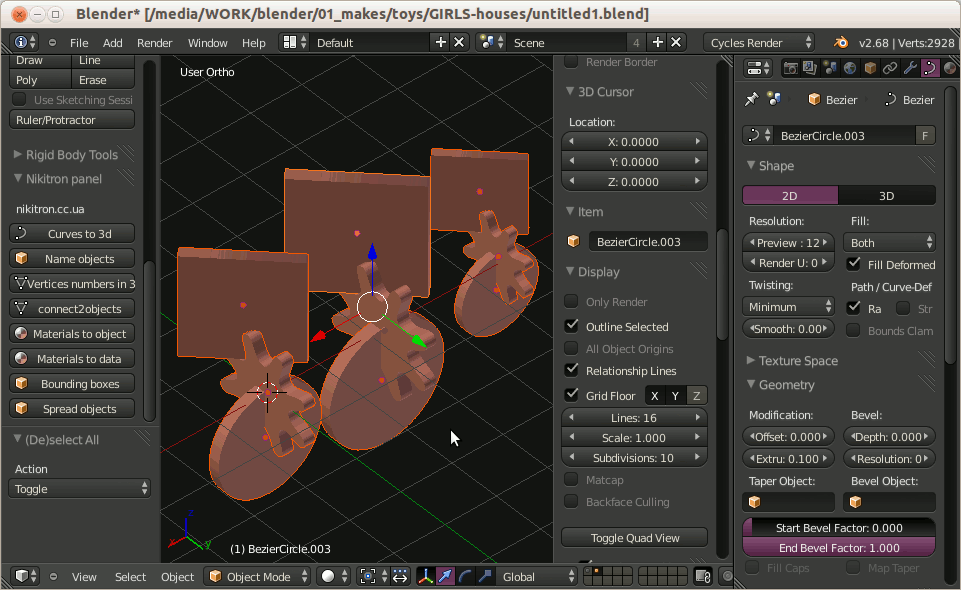 Blender* [/media/WORK/blender/01_makes/toys/GIRLS-houses/untitled1.blend]
File Add Render Window Help Default Scene 4 Cycles Render v2.68 | Verts:2928
Draw Line
Poly Erase
Use Sketching Sessi
Ruler/Protractor
Rigid Body Tools
Nikitron panel
nikitron.cc.ua
Curves to 3d
Name objects
Vertices numbers in 3
connect2objects
Materials to object
Materials to data
Bounding boxes
Spread objects
(De)select All
Action
Toggle
User Ortho
(1) BezierCircle.003
View Select Object Object Mode Global
Render Border
3D Cursor
Location:
X: 0.0000
Y: 0.0000
Z: 0.0000
Item
BezierCircle.003
Display
Only Render
Outline Selected
All Object Origins
Relationship Lines
Grid Floor X Y Z
Lines: 16
Scale: 1.000
Subdivisions: 10
Matcap
Backface Culling
Toggle Quad View
Bezier Bezier
BezierCircle.003 F
Shape
2D 3D
Resolution: Fill:
Preview : 12 Both
Render U: 0 Fill Deformed
Twisting: Path / Curve-Def
Minimum Ra Str
Smooth: 0.00 Bounds Clam
Texture Space
Geometry
Modification: Bevel:
Offset: 0.000 Depth: 0.000
Extru: 0.100 Resolution: 0
Taper Object: Bevel Object:
Start Bevel Factor: 0.000
End Bevel Factor: 1.000
Fill Caps Map Taper
x
y